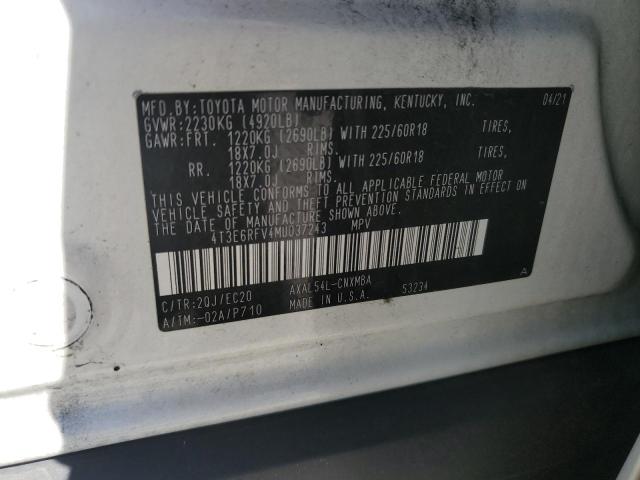 MFD.BY:TOYOTA MOTOR MANUFACTURING, KENTUCKY, INC. 04/21
GVWR:2230KG (4920LB)
GAWR:FRT. 1220KG (2690LB) WITH 225/60R18 TIRES,
18X7.0J RIMS.
RR. 1220KG (2690LB) WITH 225/60R18 TIRES,
18X7.0J RIMS.
THIS VEHICLE CONFORMS TO ALL APPLICABLE FEDERAL MOTOR
VEHICLE SAFETY AND THEFT PREVENTION STANDARDS IN EFFECT ON
THE DATE OF MANUFACTURE SHOWN ABOVE.
4T3E6RFV4MU037243 MPV
C/TR:2QJ/EC20 AXAL54L-CNXMBA 53234 A
A/TM:-02A/P710 MADE IN U.S.A.